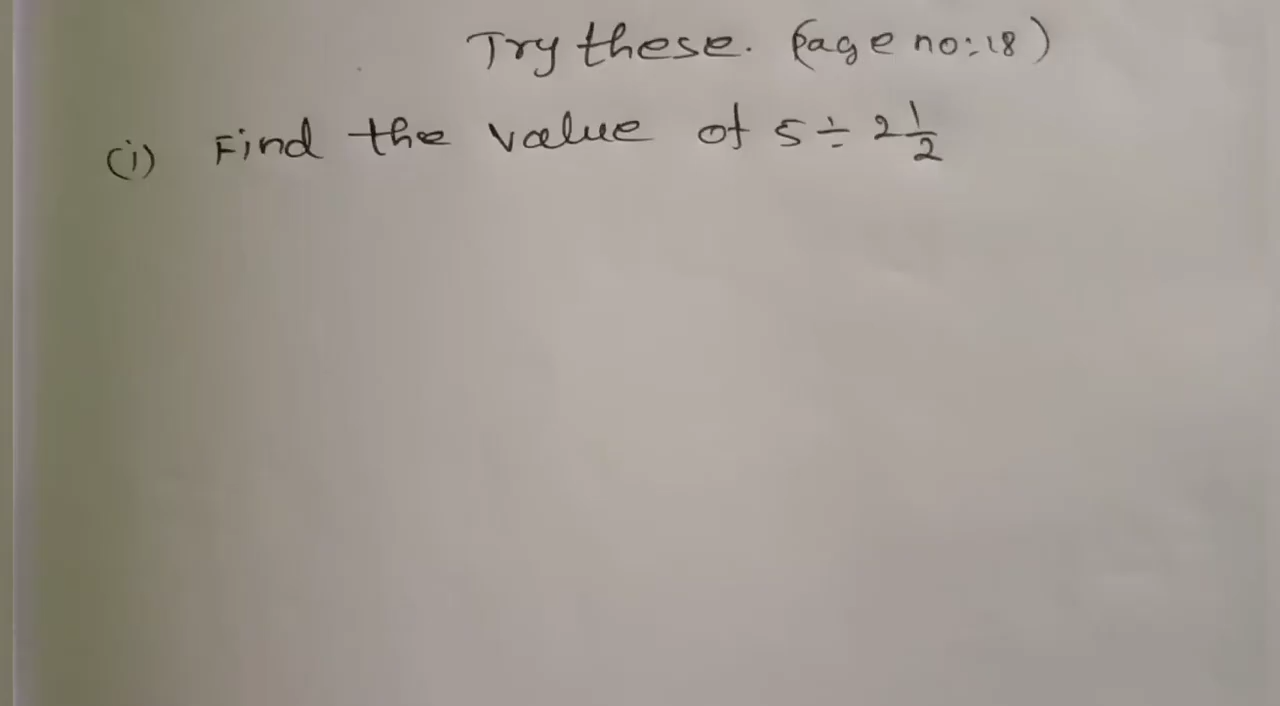 Try these. (Page no:18)
(i) Find the value of 5 ÷ 2 1/2